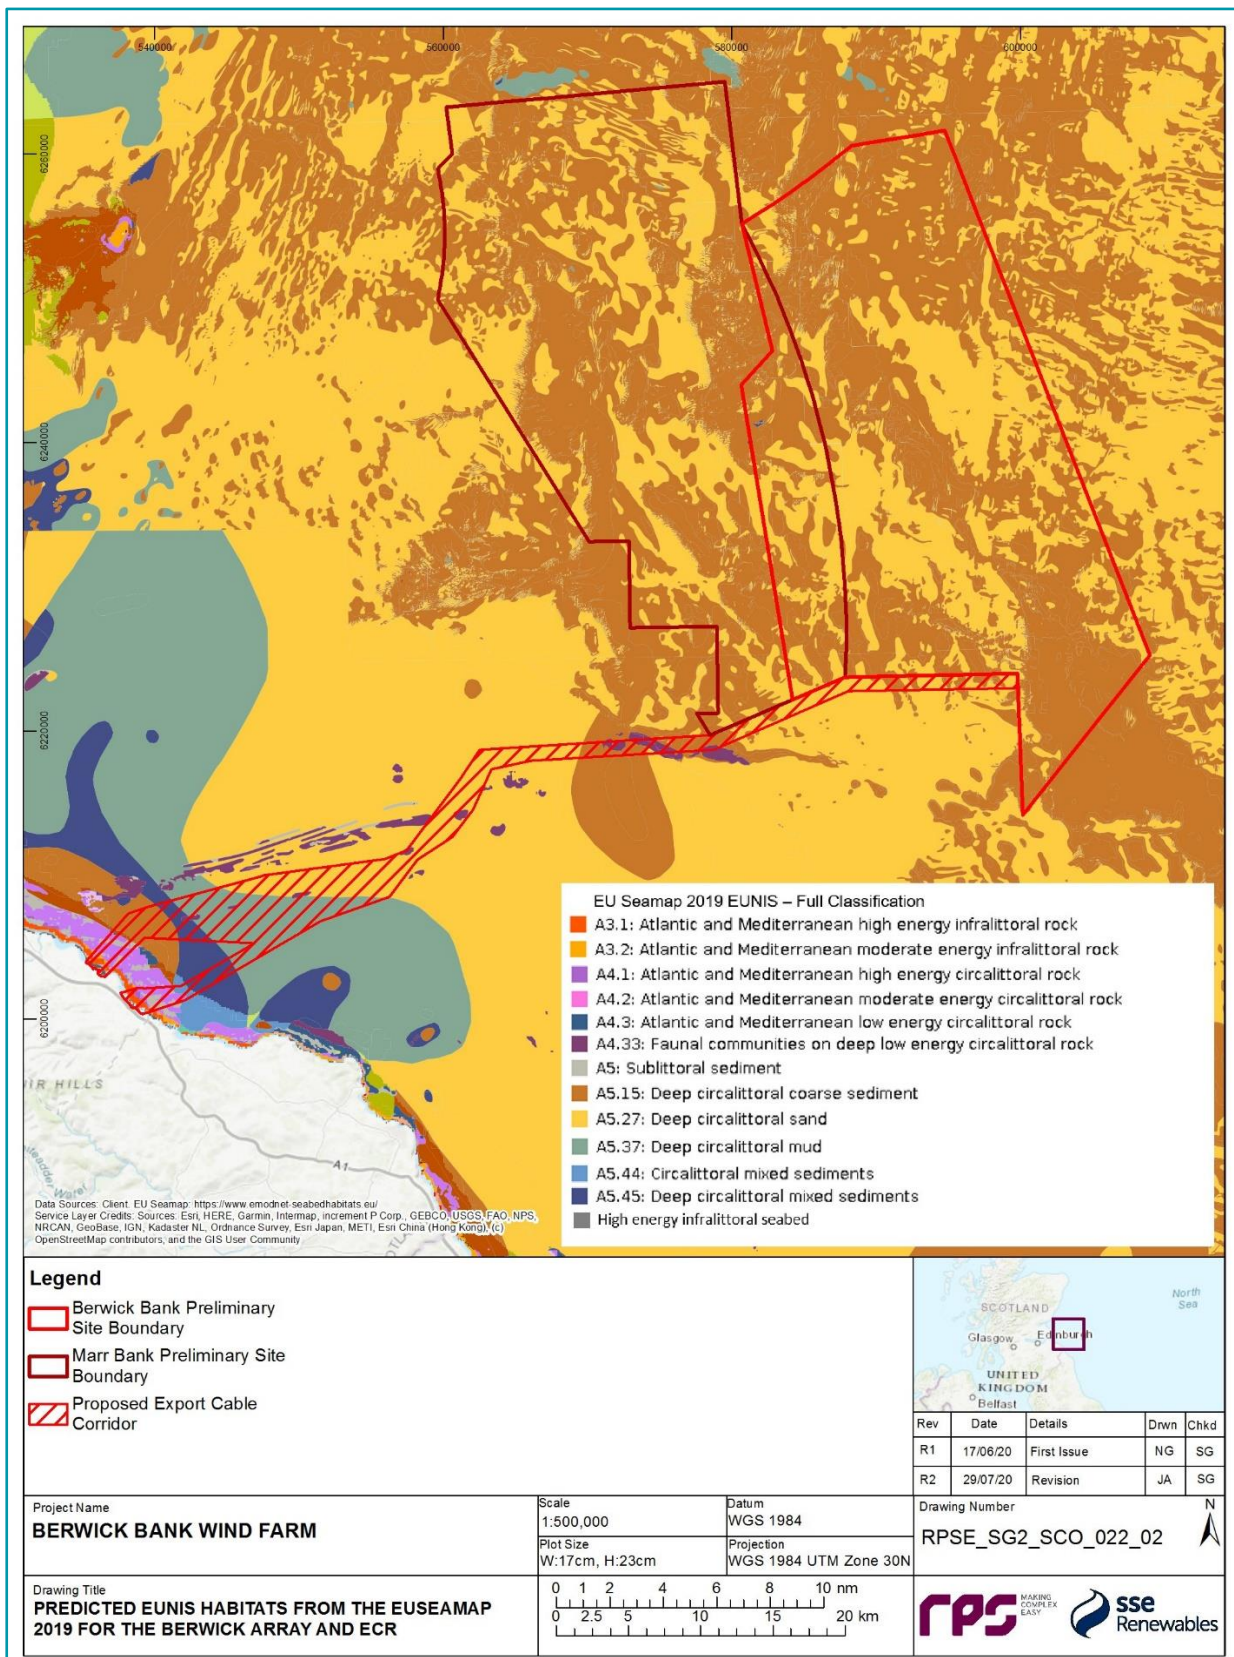 540000
560000
580000
600000
6260000
6240000
6220000
6200000
EU Seamap 2019 EUNIS – Full Classification
A3.1: Atlantic and Mediterranean high energy infralittoral rock
A3.2: Atlantic and Mediterranean moderate energy infralittoral rock
A4.1: Atlantic and Mediterranean high energy circalittoral rock
A4.2: Atlantic and Mediterranean moderate energy circalittoral rock
A4.3: Atlantic and Mediterranean low energy circalittoral rock
A4.33: Faunal communities on deep low energy circalittoral rock
A5: Sublittoral sediment
A5.15: Deep circalittoral coarse sediment
A5.27: Deep circalittoral sand
A5.37: Deep circalittoral mud
A5.44: Circalittoral mixed sediments
A5.45: Deep circalittoral mixed sediments
High energy infralittoral seabed
HILLS
A1
Data Sources: Client. EU Seamap: https://www.emodnet-seabedhabitats.eu/
Service Layer Credits: Sources: Esri, HERE, Garmin, Intermap, increment P Corp., GEBCO, USGS, FAO, NPS,
NRCAN, GeoBase, IGN, Kadaster NL, Ordnance Survey, Esri Japan, METI, Esri China (Hong Kong), (c)
OpenStreetMap contributors, and the GIS User Community
Legend
Berwick Bank Preliminary
Site Boundary
Marr Bank Preliminary Site
Boundary
Proposed Export Cable
Corridor
North
Sea
SCOTLAND
Glasgow
Edinburgh
UNITED
KINGDOM
Belfast
Rev Date Details Drwn Chkd
R1 17/06/20 First Issue NG SG
R2 29/07/20 Revision JA SG
Project Name
BERWICK BANK WIND FARM
Scale
1:500,000
Datum
WGS 1984
Plot Size
W:17cm, H:23cm
Projection
WGS 1984 UTM Zone 30N
Drawing Number
RPSE_SG2_SCO_022_02
N
Drawing Title
PREDICTED EUNIS HABITATS FROM THE EUSEAMAP
2019 FOR THE BERWICK ARRAY AND ECR
0 1 2 4 6 8 10 nm
0 2.5 5 10 15 20 km
rps
MAKING
COMPLEX
EASY
sse
Renewables